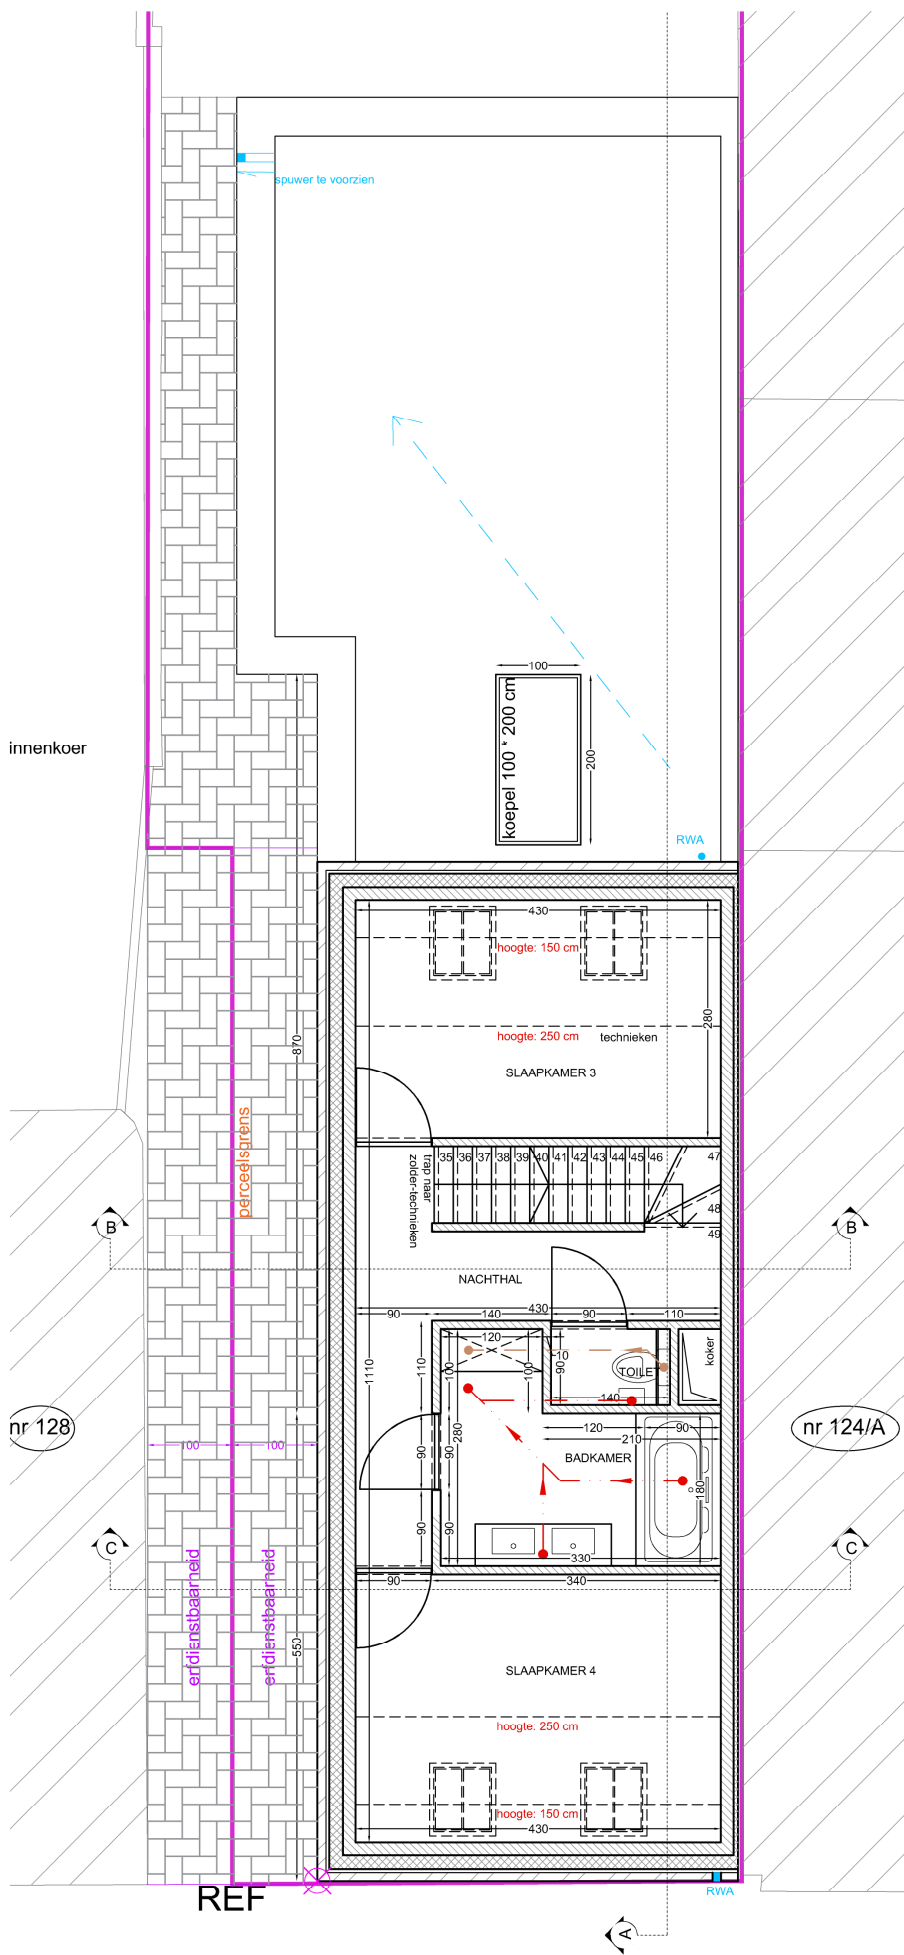 spuwer te voorzien
100
koepel 100 * 200 cm
200
innenkoer
RWA
430
hoogte: 150 cm
280
hoogte: 250 cm
technieken
870
SLAAPKAMER 3
perceelsgrens
trap naar
zolder-technieken
35 36 37 38 39 40 41 42 43 44 45 46 47
48
49
B
B
NACHTHAL
430
90 140 90 110
120
10
110
100
100
90
koker
TOILET
140
1110
nr 128
nr 124/A
100 100
120 90
210
90
90
280
BADKAMER
180
C
C
90
90
330
90 340
erfdienstbaarheid
erfdienstbaarheid
550
SLAAPKAMER 4
hoogte: 250 cm
hoogte: 150 cm
430
REF
RWA
A